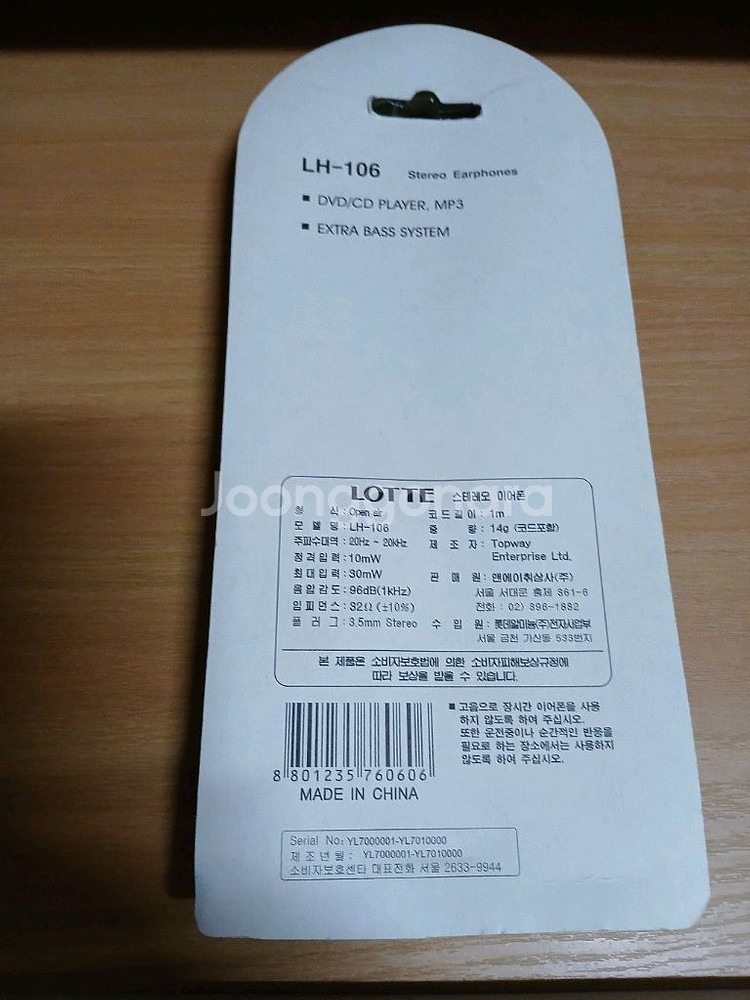 LH-106 Stereo Earphones
■ DVD/CD PLAYER, MP3
■ EXTRA BASS SYSTEM
LOTTE 스테레오 이어폰
Joonggonara
형 식 : Open air
모 델 명 : LH-106
주파수대역 : 20Hz ~ 20kHz
정격입력 : 10mW
최대입력 : 30mW
음압감도 : 96dB(1kHz)
임피던스 : 32Ω (±10%)
플 러 그 : 3.5mm Stereo
코드길이 : 1m
중 량 : 14g (코드포함)
제 조 자 : Topway
Enterprise Ltd.
판 매 원 : 앤에이취상사(주)
서울 서대문 홍제 361-6
전화 : 02) 396-1882
수 입 원 : 롯데알미늄(주)전자사업부
서울 금천 가산동 533번지
본 제품은 소비자보호법에 의한 소비자피해보상규정에
따라 보상을 받을 수 있습니다.
8 801235 760606
MADE IN CHINA
■ 고음으로 장시간 이어폰을 사용
하지 않도록 하여 주십시오.
또한 운전중이나 순간적인 반응을
필요로 하는 장소에서는 사용하지
않도록 하여 주십시오.
Serial No: YL7000001-YL7010000
제 조 년 월 : YL7000001-YL7010000
소비자보호센타 대표전화 서울 2633-9944